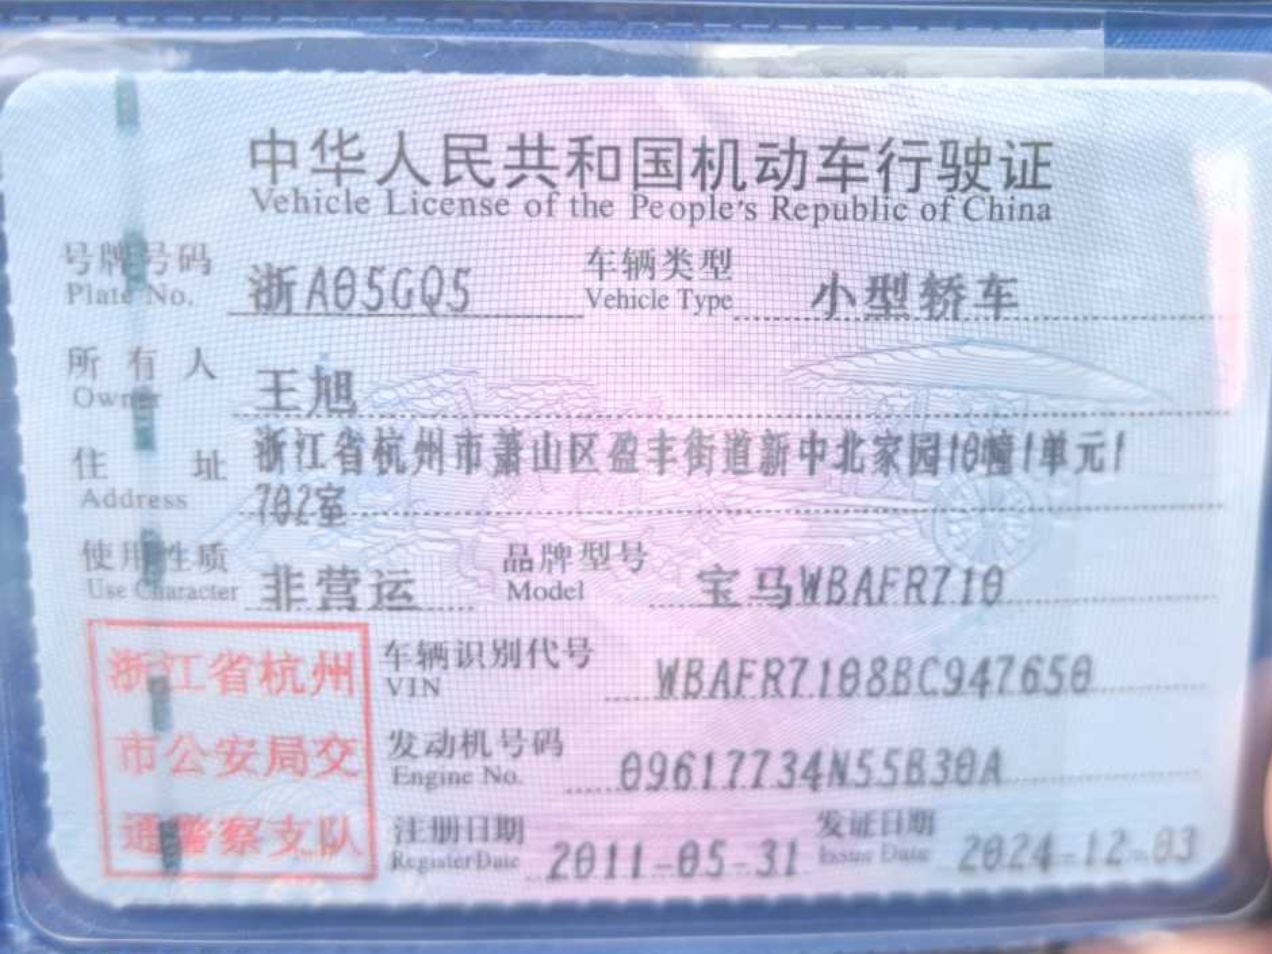 中华人民共和国机动车行驶证
Vehicle License of the People's Republic of China
号牌号码 浙A05GQ5 车辆类型 小型轿车
Plate No. Vehicle Type
所有人 王旭
Owner
住址 浙江省杭州市萧山区盈丰街道新中北家园10幢1单元1
Address 702室
使用性质 非营运 品牌型号 宝马WBAFR710
Use Character Model
浙江省杭州
市公安局交
通警察支队
车辆识别代号 WBAFR7108BC947650
VIN
发动机号码 09617734N55B30A
Engine No.
注册日期 2011-05-31 发证日期 2024-12-03
Register Date Issue Date